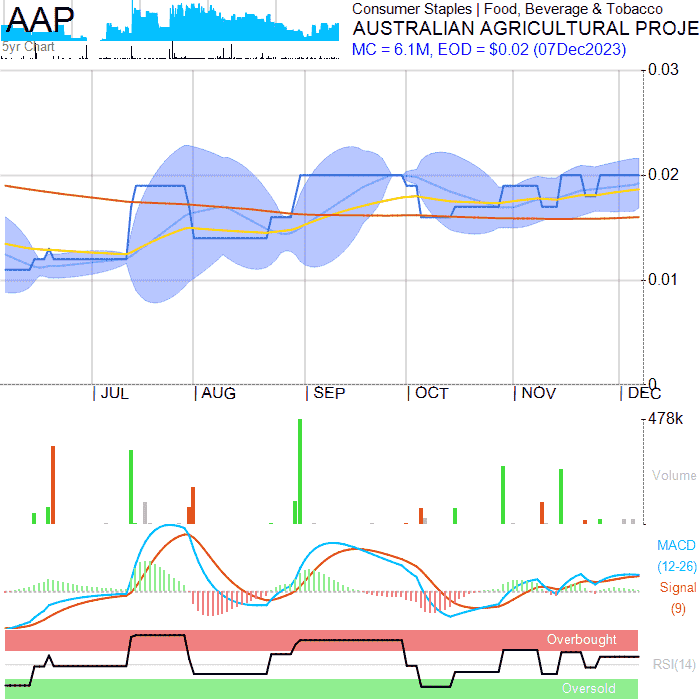 AAP
5yr Chart
Consumer Staples | Food, Beverage & Tobacco
AUSTRALIAN AGRICULTURAL PROJE
MC = 6.1M, EOD = $0.02 (07Dec2023)
0.03
0.02
0.01
0
JUL AUG SEP OCT NOV DEC
478k
Volume
MACD
(12-26)
Signal
(9)
Overbought
RSI(14)
Oversold